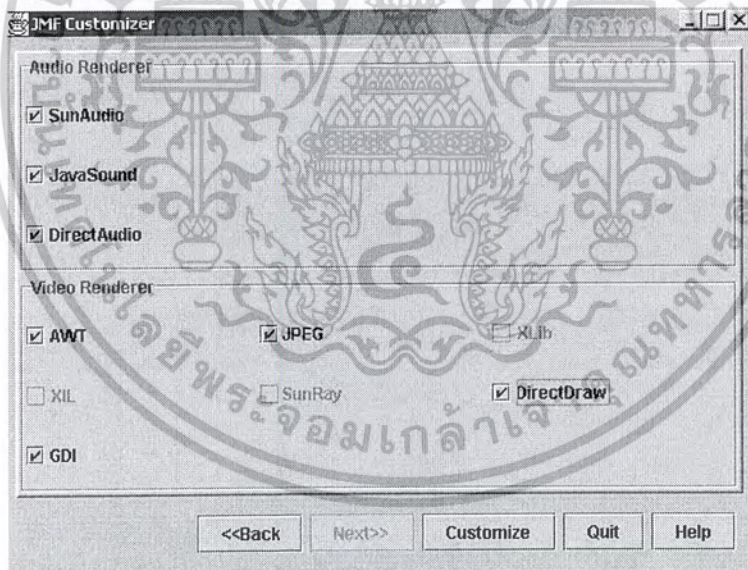 JMF Customizer
Audio Renderer
SunAudio
JavaSound
DirectAudio
Video Renderer
AWT JPEG XLib
XIL SunRay DirectDraw
GDI
<<Back Next>> Customize Quit Help